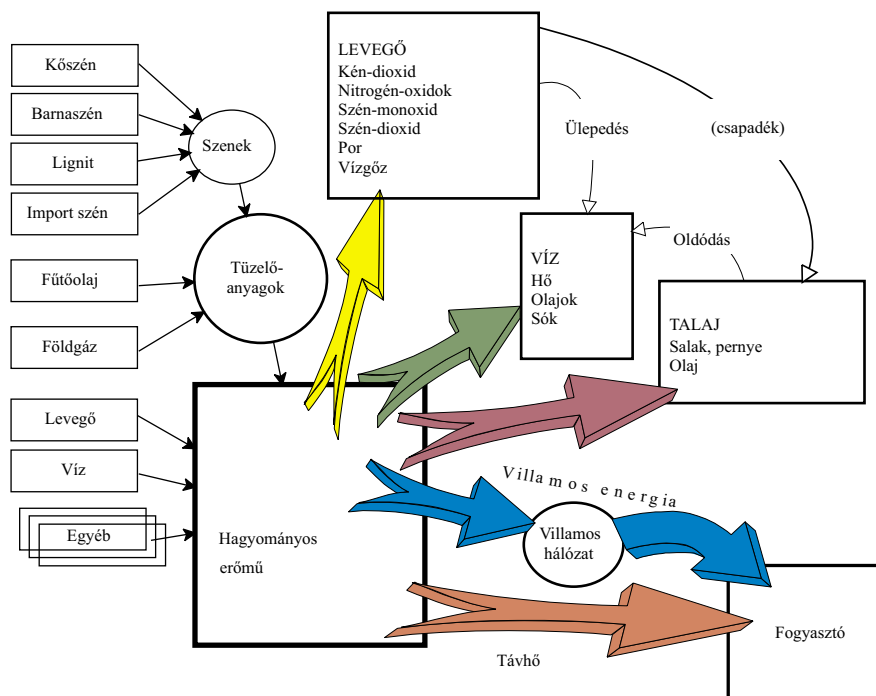 Kőszén
Barnaszén
Lignit
Import szén
Szenek
Fűtőolaj
Földgáz
Tüzelő-
anyagok
Levegő
Víz
Egyéb
Hagyományos
erőmű
LEVEGŐ
Kén-dioxid
Nitrogén-oxidok
Szén-monoxid
Szén-dioxid
Por
Vízgőz
Ülepedés
(csapadék)
VÍZ
Hő
Olajok
Sók
Oldódás
TALAJ
Salak, pernye
Olaj
Villamos energia
Villamos
hálózat
Távhő
Fogyasztó